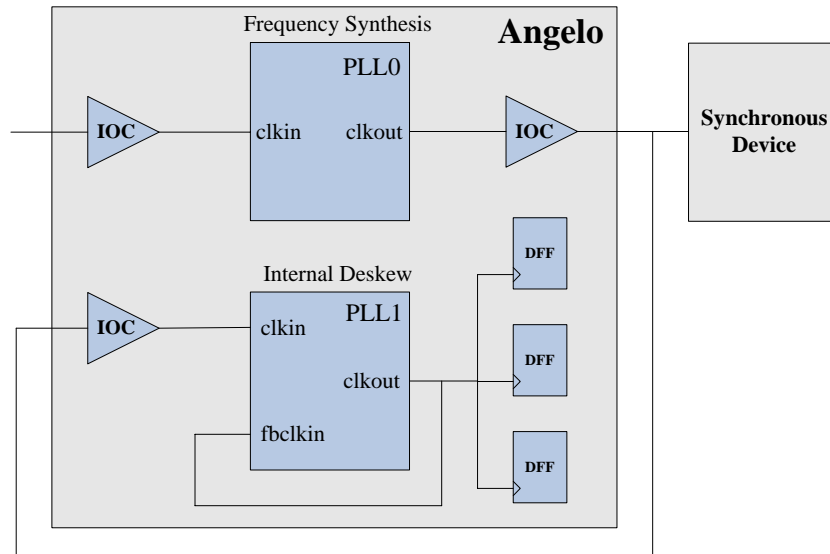 Frequency Synthesis
Angelo
PLL0
IOC
clkin
clkout
IOC
Synchronous
Device
DFF
Internal Deskew
PLL1
IOC
clkin
DFF
clkout
fbclkin
DFF